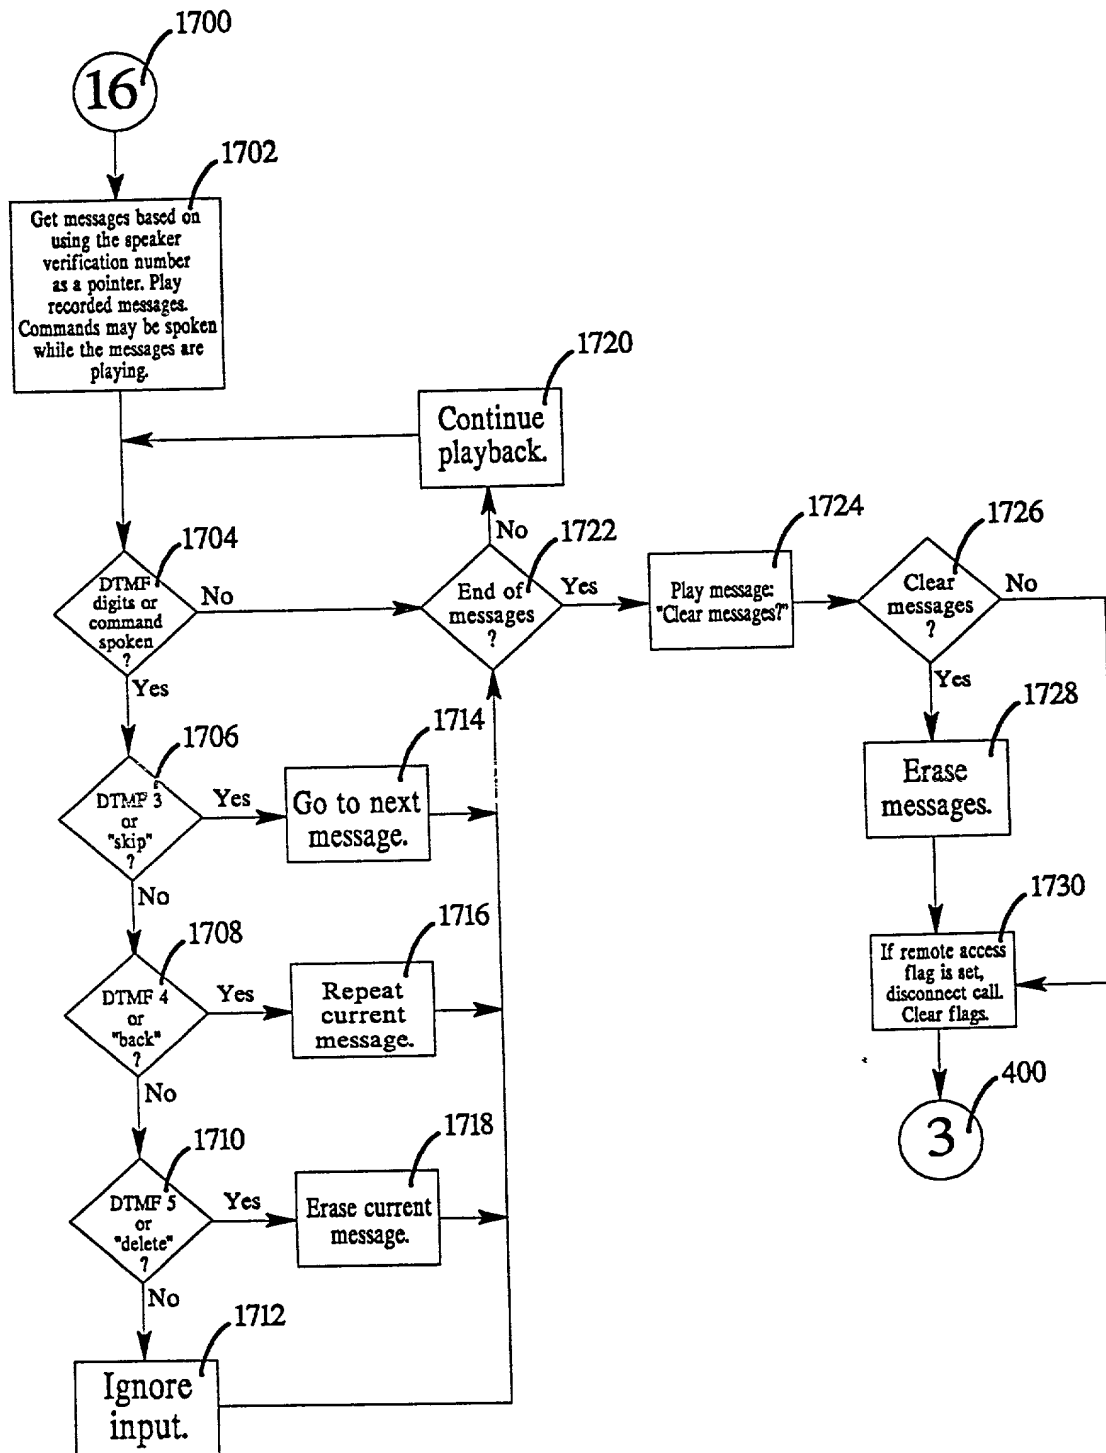 1700
16
1702
Get messages based on
using the speaker
verification number
as a pointer. Play
recorded messages.
Commands may be spoken
while the messages are
playing.
1720
Continue
playback.
1704
DTMF
digits or
command
spoken
?
No
Yes
No
1722
End of
messages
?
Yes
1724
Play message:
"Clear messages?"
1726
Clear
messages
?
No
Yes
1728
Erase
messages.
1730
If remote access
flag is set,
disconnect call.
Clear flags.
400
3
1706
DTMF 3
or
"skip"
?
Yes
No
1714
Go to next
message.
1708
DTMF 4
or
"back"
?
Yes
No
1716
Repeat
current
message.
1710
DTMF 5
or
"delete"
?
Yes
No
1718
Erase current
message.
1712
Ignore
input.